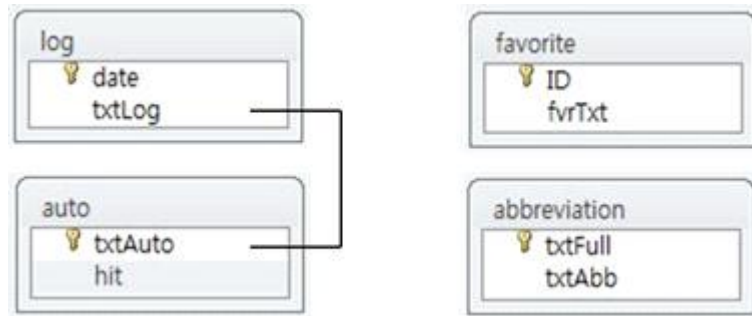 log
date
txtLog
auto
txtAuto
hit
favorite
ID
fvrTxt
abbreviation
txtFull
txtAbb